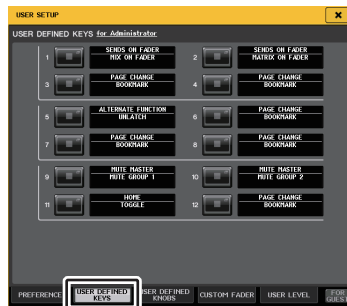 USER SETUP
USER DEFINED KEYS for Administrator
1 SENDS ON FADER
MIX ON FADER
2 SENDS ON FADER
MATRIX ON FADER
3 PAGE CHANGE
BOOKMARK
4 PAGE CHANGE
BOOKMARK
5 ALTERNATE FUNCTION
UNLATCH
6 PAGE CHANGE
BOOKMARK
7 PAGE CHANGE
BOOKMARK
8 PAGE CHANGE
BOOKMARK
9 MUTE MASTER
MUTE GROUP 1
10 MUTE MASTER
MUTE GROUP 2
11 HOME
TOGGLE
12 PAGE CHANGE
BOOKMARK
PREFERENCE
USER DEFINED
KEYS
USER DEFINED
KNOBS
CUSTOM FADER
USER LEVEL
FOR
GUEST